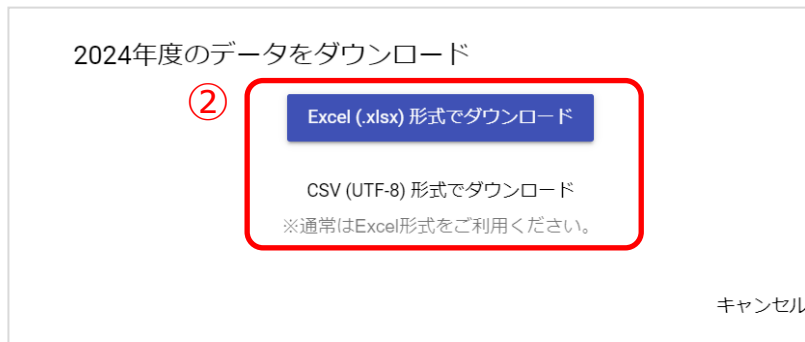 2024年度のデータをダウンロード
②
Excel (.xlsx) 形式でダウンロード
CSV (UTF-8) 形式でダウンロード
※通常はExcel形式をご利用ください。
キャンセル